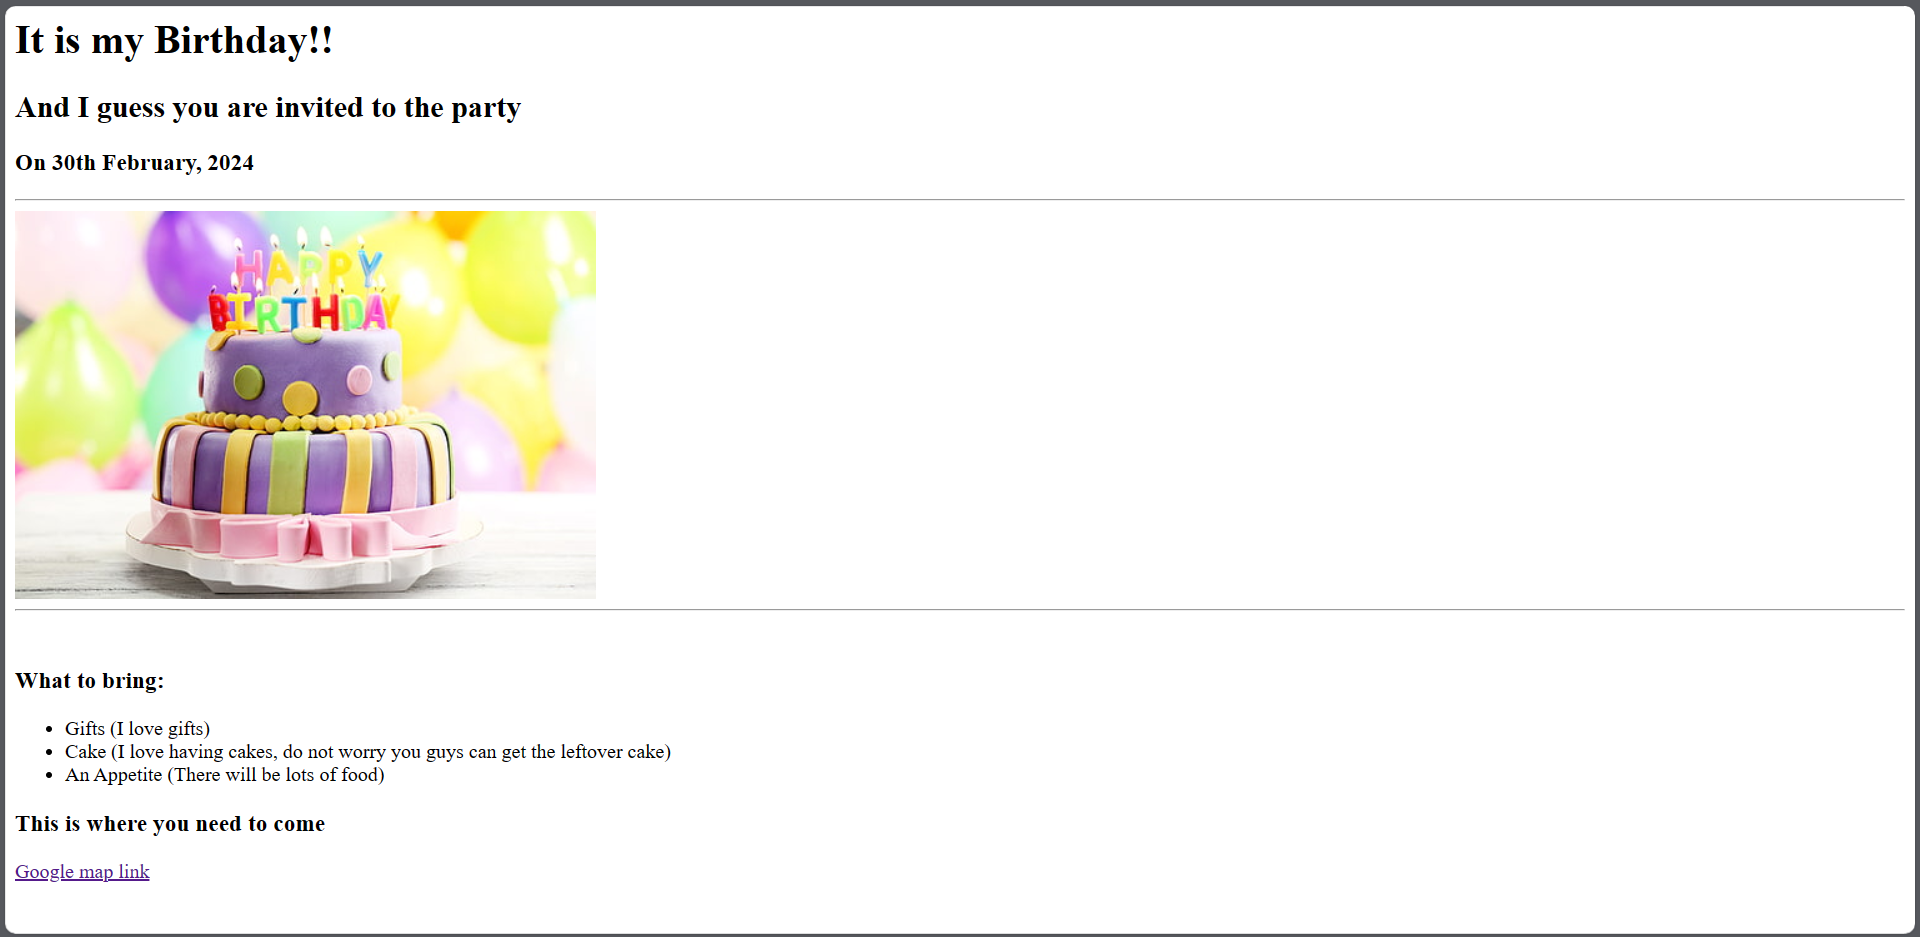 It is my Birthday!!
And I guess you are invited to the party
On 30th February, 2024
HAPPY
BIRTHDAY
What to bring:
Gifts (I love gifts)
Cake (I love having cakes, do not worry you guys can get the leftover cake)
An Appetite (There will be lots of food)
This is where you need to come
Google map link